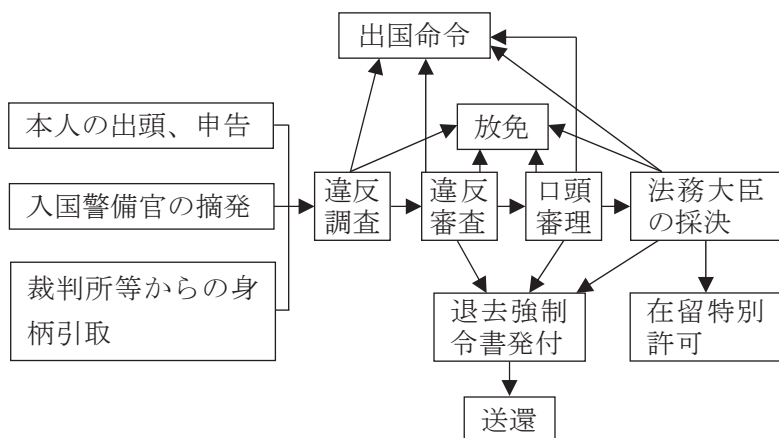 出国命令
本人の出頭、申告
放免
入国警備官の摘発
違反
調査
違反
審査
口頭
審理
法務大臣
の採決
裁判所等からの身
柄引取
退去強制
令書発付
在留特別
許可
送還